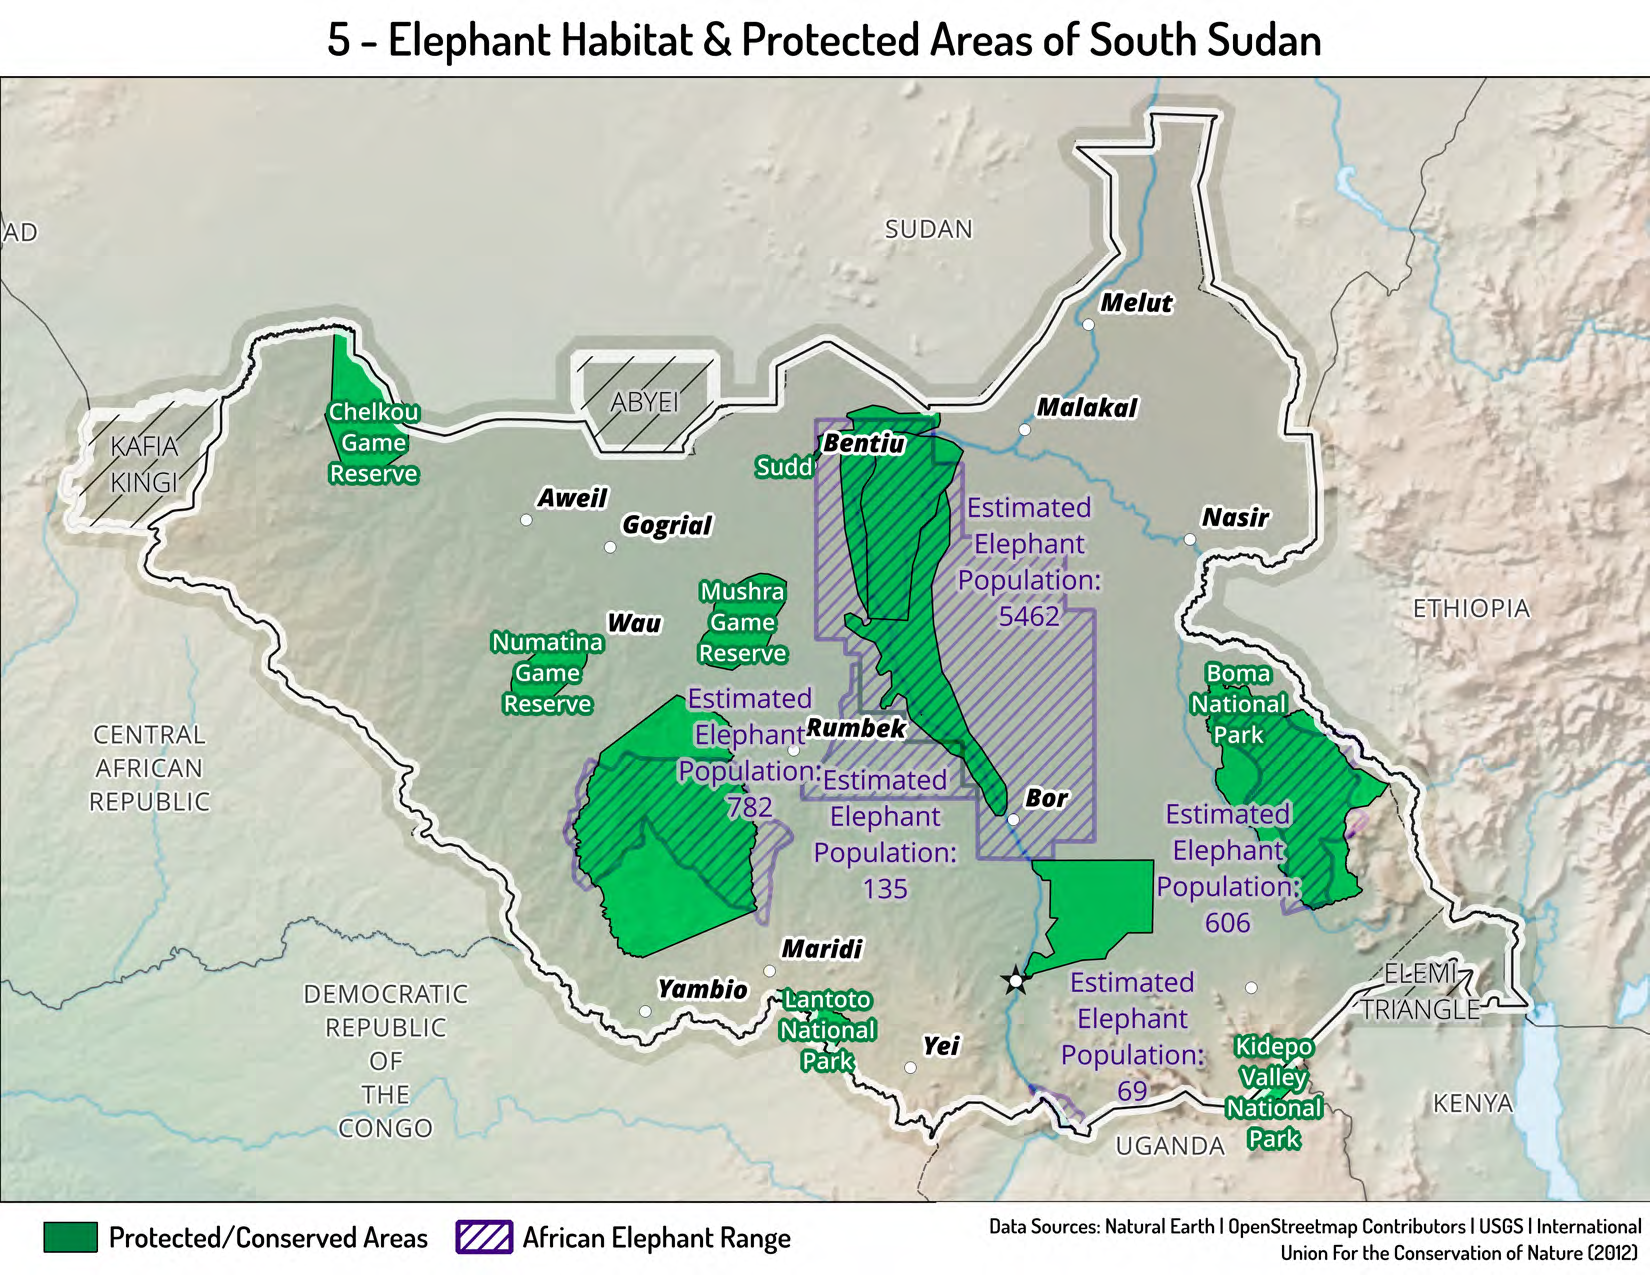 5 - Elephant Habitat & Protected Areas of South Sudan
AD
SUDAN
Melut
ABYEI
Malakal
Chelkou
Game
Reserve
KAFIA
KINGI
Bentiu
Sudd
Aweil
Gogrial
Estimated
Elephant
Population:
5462
Nasir
ETHIOPIA
Mushra
Game
Reserve
Wau
Numatina
Game
Reserve
Boma
National
Park
Estimated
Elephant
Population:
782
Rumbek
CENTRAL
AFRICAN
REPUBLIC
Estimated
Elephant
Population:
135
Bor
Estimated
Elephant
Population:
606
Maridi
Yambio
DEMOCRATIC
REPUBLIC
OF
THE
CONGO
Lantoto
National
Park
Yei
Estimated
Elephant
Population:
69
ELEMI
TRIANGLE
Kidepo
Valley
National
Park
KENYA
UGANDA
Protected/Conserved Areas
African Elephant Range
Data Sources: Natural Earth | OpenStreetmap Contributors | USGS | International
Union For the Conservation of Nature (2012)